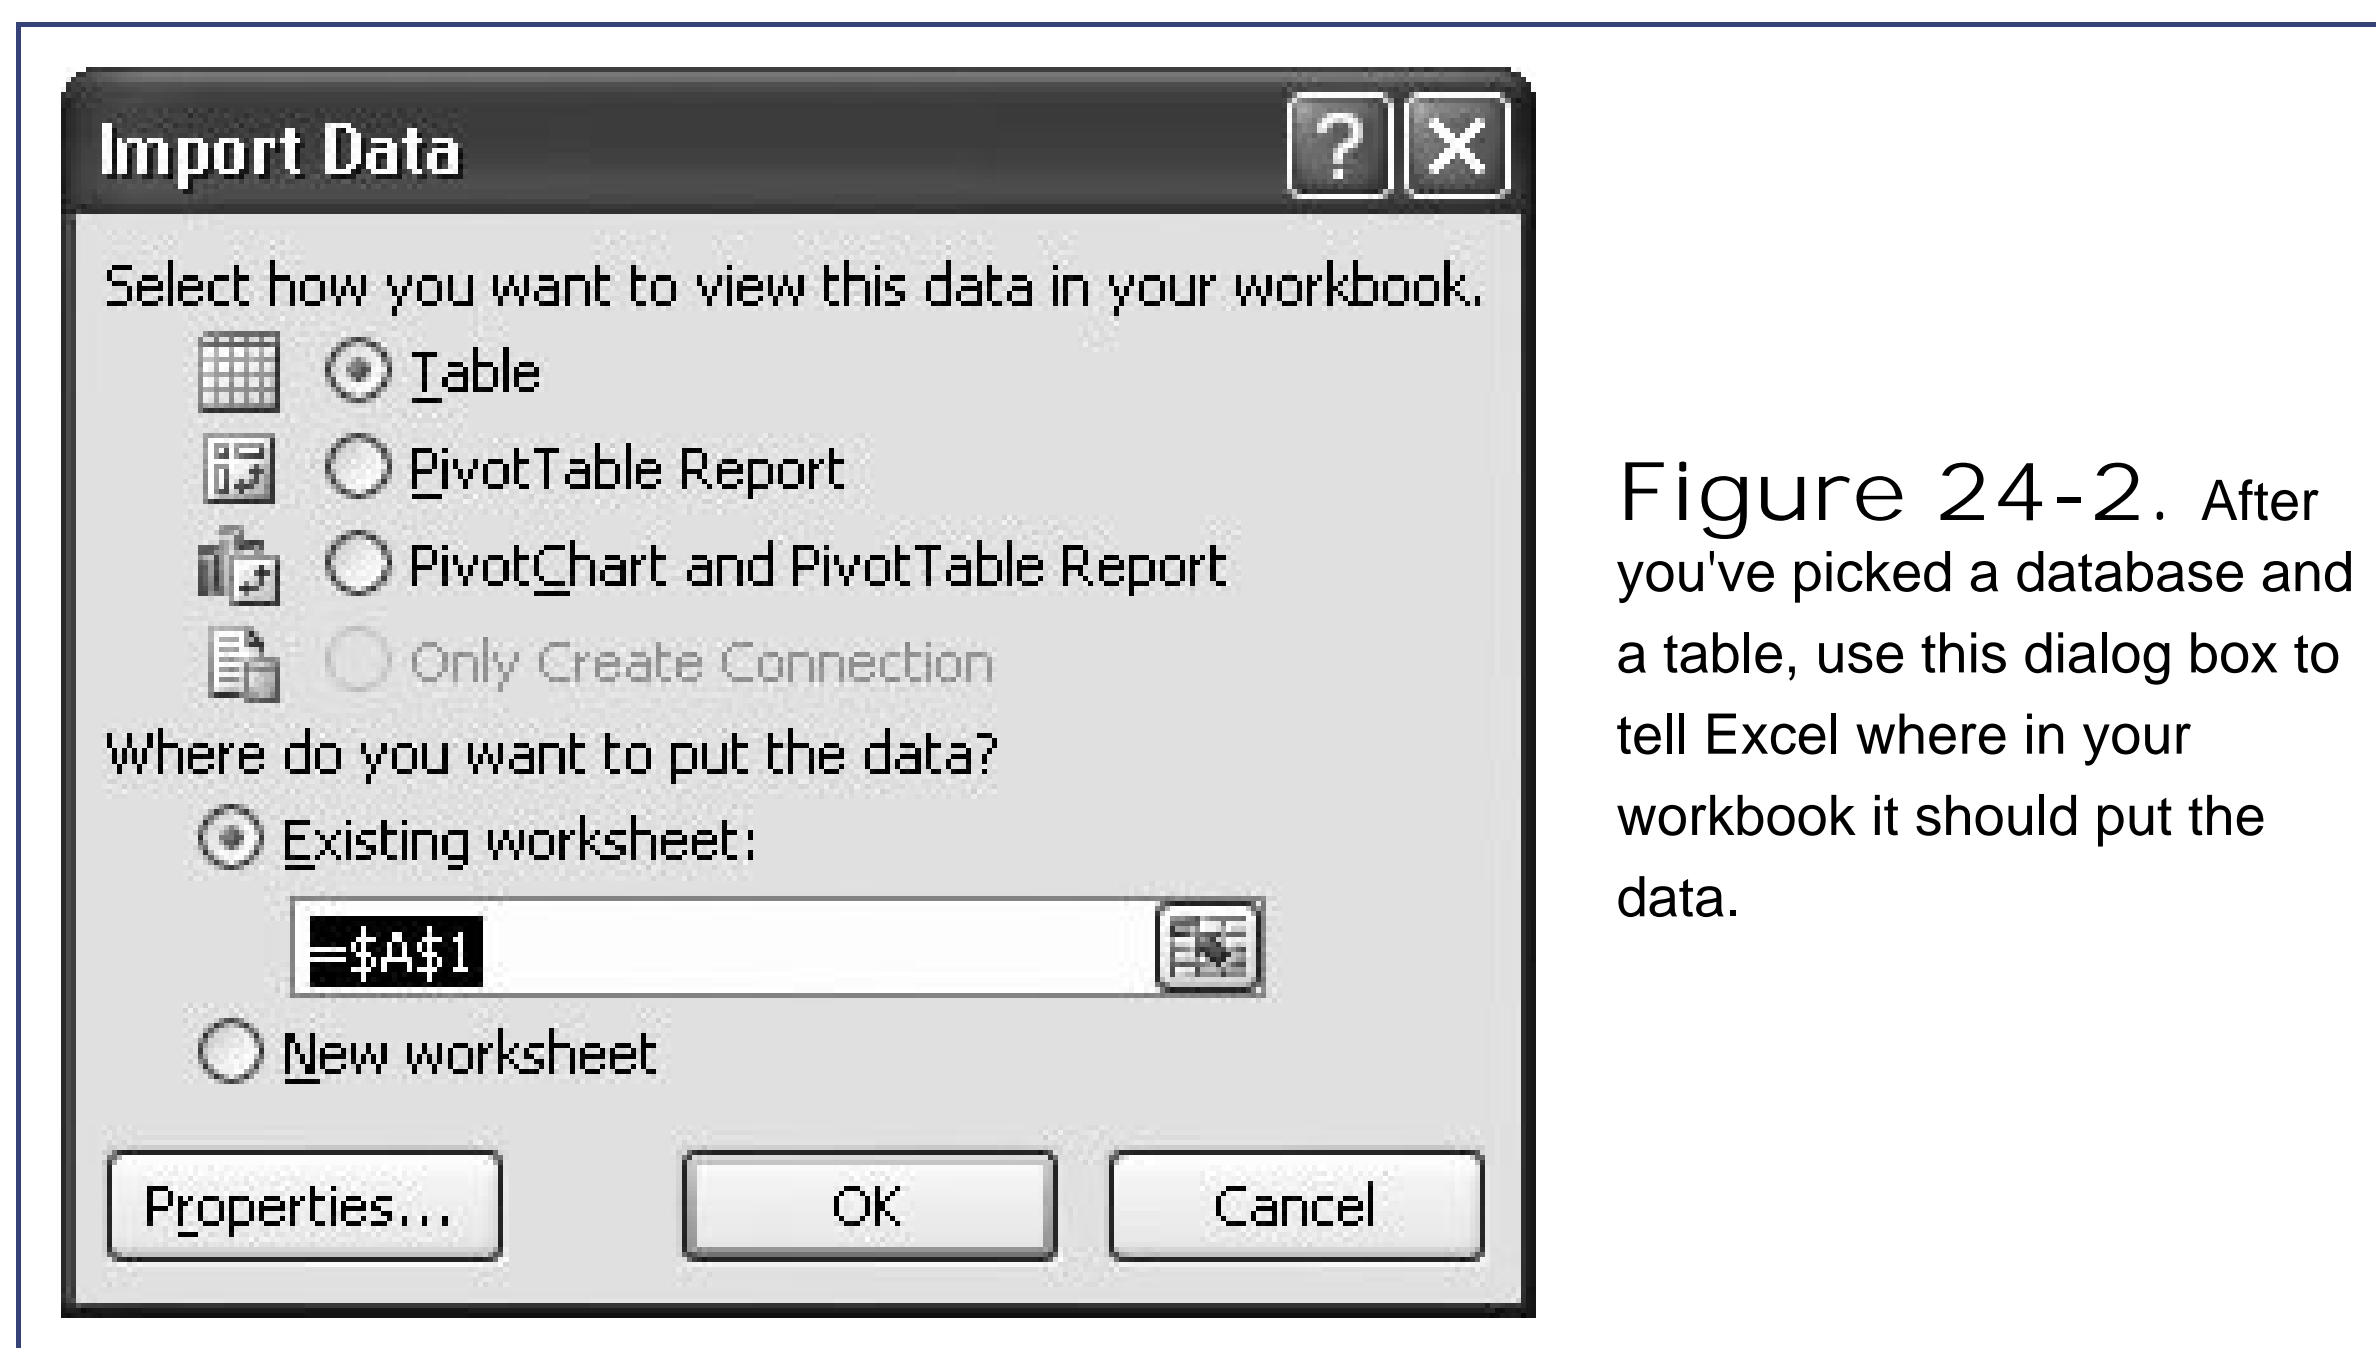 Import Data
Select how you want to view this data in your workbook.
Table
PivotTable Report
PivotChart and PivotTable Report
Only Create Connection
Where do you want to put the data?
Existing worksheet:
=$A$1
New worksheet
Properties...
OK
Cancel
Figure 24-2. After
you've picked a database and
a table, use this dialog box to
tell Excel where in your
workbook it should put the
data.